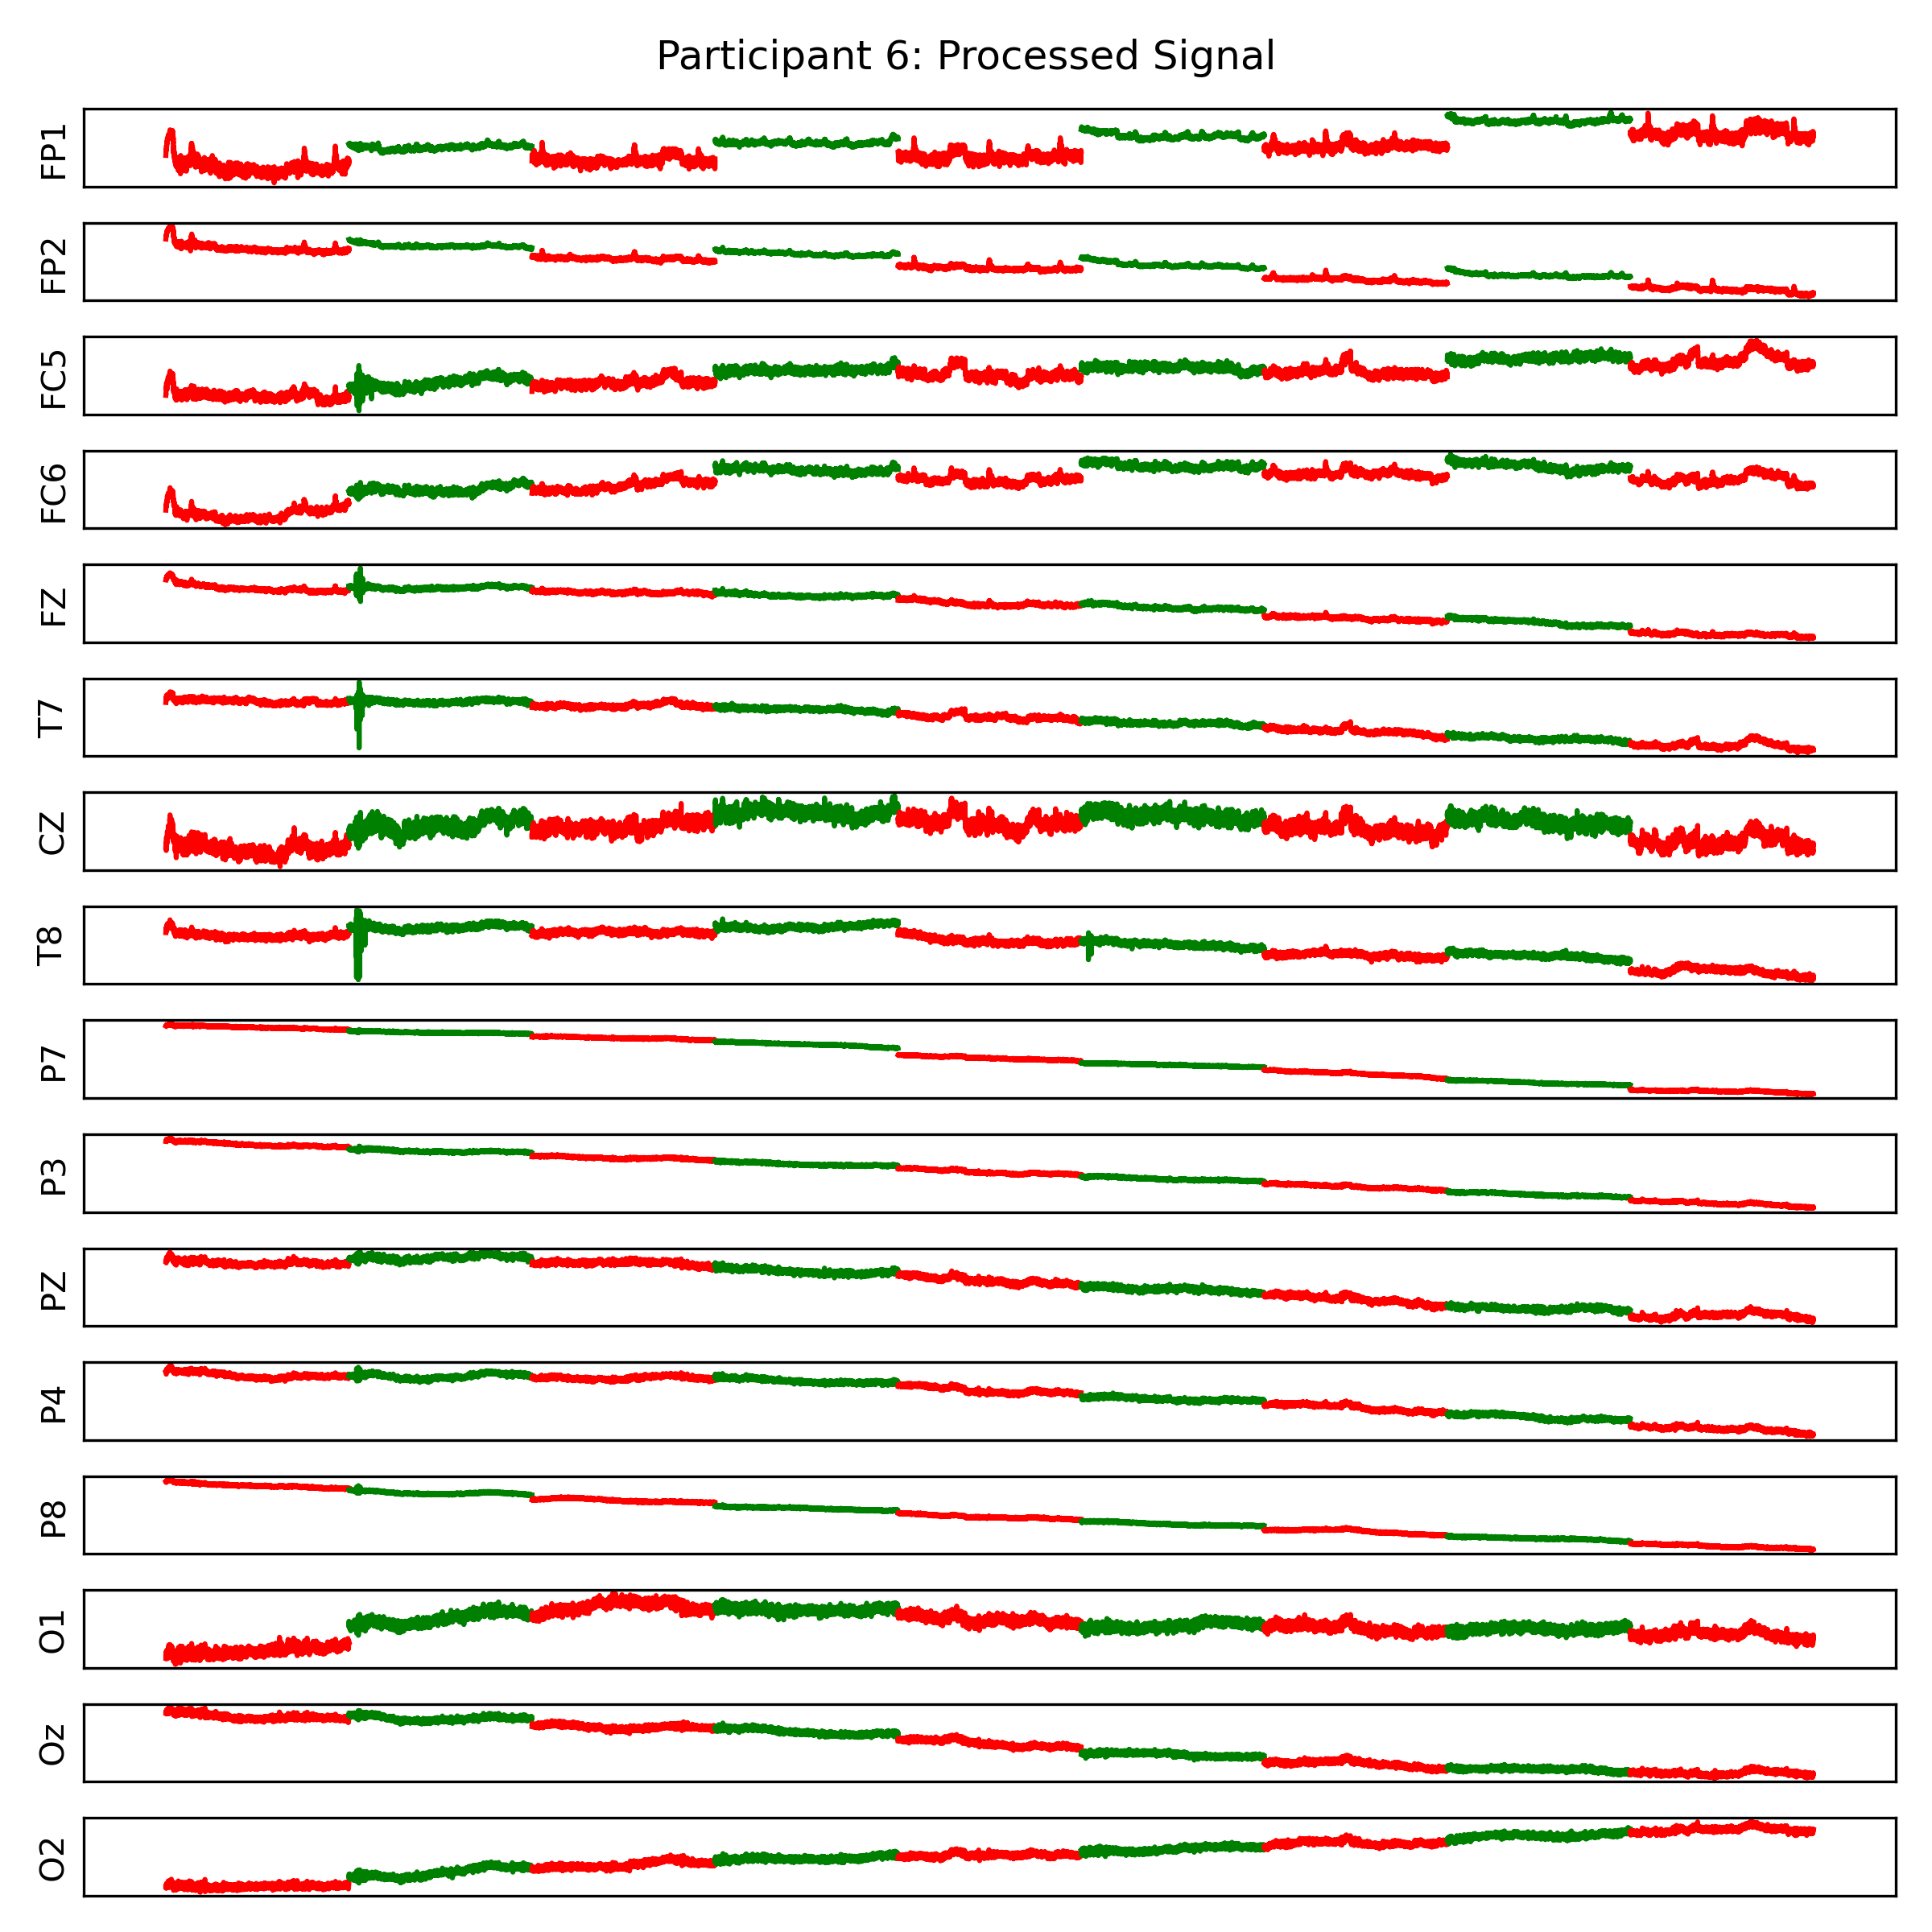 Participant 6: Processed Signal
FP1
FP2
FC5
FC6
FZ
T7
CZ
T8
P7
P3
PZ
P4
P8
O1
Oz
O2